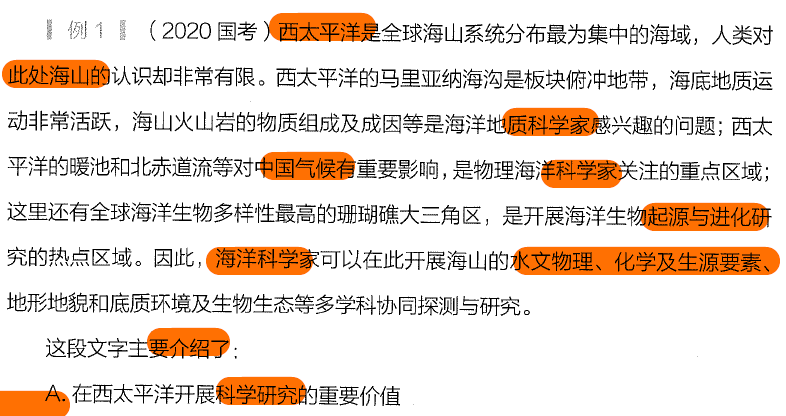 【例1】（2020国考）西太平洋是全球海山系统分布最为集中的海域，人类对
此处海山的认识却非常有限。西太平洋的马里亚纳海沟是板块俯冲地带，海底地质运
动非常活跃，海山火山岩的物质组成及成因等是海洋地质科学家感兴趣的问题；西太
平洋的暖池和北赤道流等对中国气候有重要影响，是物理海洋科学家关注的重点区域；
这里还有全球海洋生物多样性最高的珊瑚礁大三角区，是开展海洋生物起源与进化研
究的热点区域。因此，海洋科学家可以在此开展海山的水文物理、化学及生源要素、
地形地貌和底质环境及生物生态等多学科协同探测与研究。
这段文字主要介绍了：
A. 在西太平洋开展科学研究的重要价值